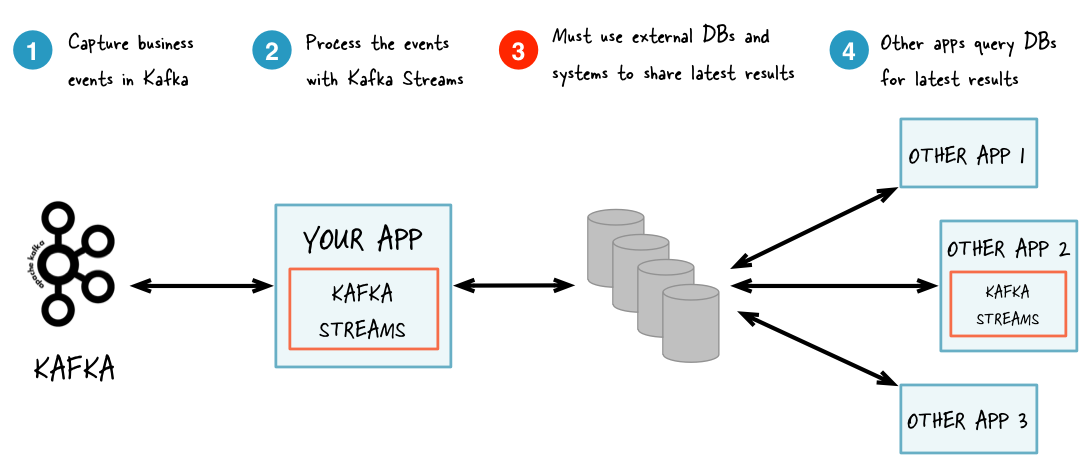 1
Capture business
events in Kafka
2
Process the events
with Kafka Streams
3
Must use external DBs and
systems to share latest results
4
Other apps query DBs
for latest results
apache kafka
KAFKA
YOUR APP
KAFKA
STREAMS
OTHER APP 1
OTHER APP 2
KAFKA
STREAMS
OTHER APP 3